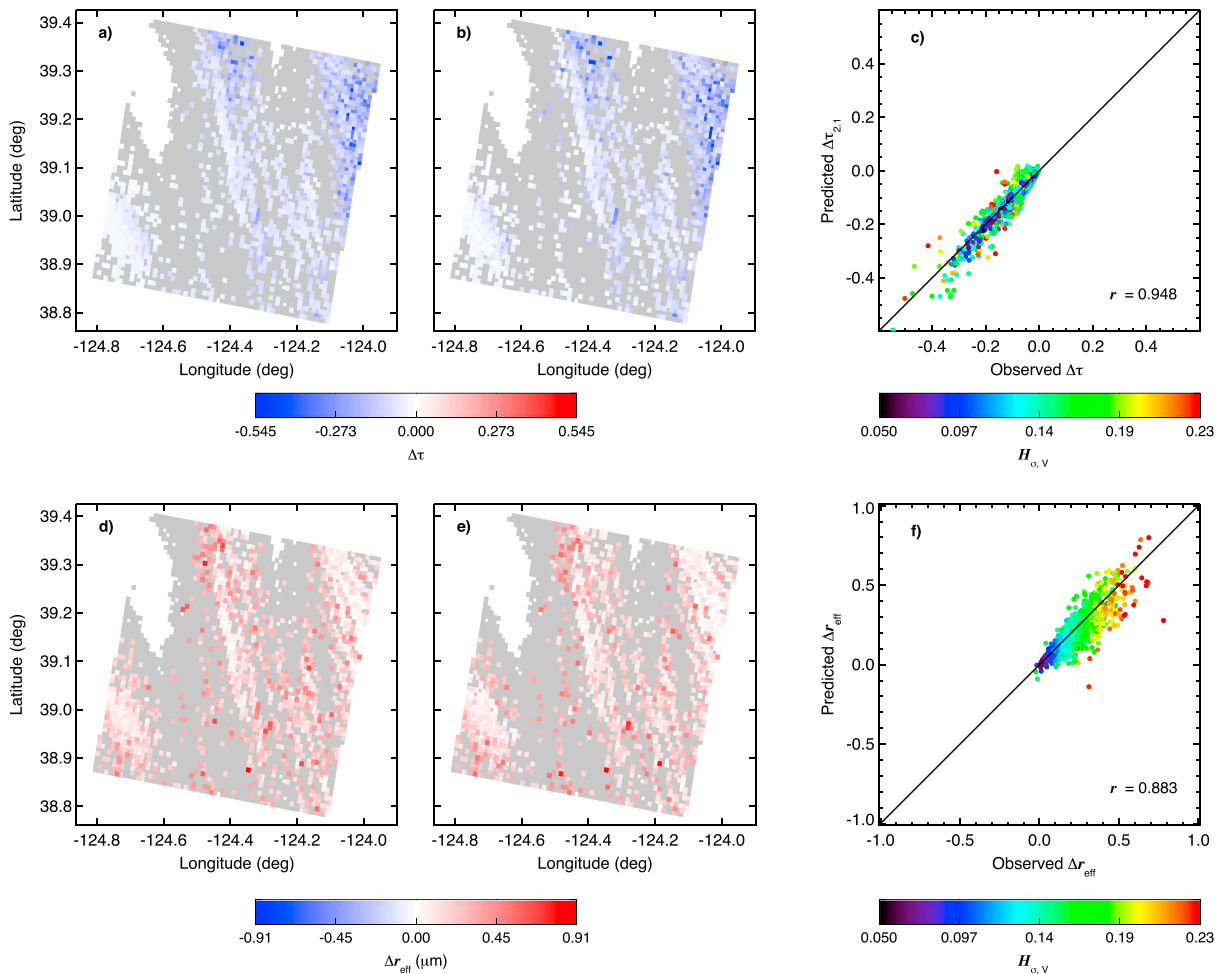 a)
b)
c)
39.4
39.3
39.2
39.1
39.0
38.9
38.8
Latitude (deg)
-124.8 -124.6 -124.4 -124.2 -124.0
Longitude (deg)
-124.8 -124.6 -124.4 -124.2 -124.0
Longitude (deg)
-0.545 -0.273 0.000 0.273 0.545
Δτ
0.4
0.2
0.0
-0.2
-0.4
Predicted Δτ2.1
r = 0.948
-0.4 -0.2 0.0 0.2 0.4
Observed Δτ
0.050 0.097 0.14 0.19 0.23
Hσ, V
d)
e)
f)
39.4
39.3
39.2
39.1
39.0
38.9
38.8
Latitude (deg)
-124.8 -124.6 -124.4 -124.2 -124.0
Longitude (deg)
-124.8 -124.6 -124.4 -124.2 -124.0
Longitude (deg)
-0.91 -0.45 0.00 0.45 0.91
Δreff (μm)
1.0
0.5
0.0
-0.5
-1.0
Predicted Δreff
r = 0.883
-1.0 -0.5 0.0 0.5 1.0
Observed Δreff
0.050 0.097 0.14 0.19 0.23
Hσ, V